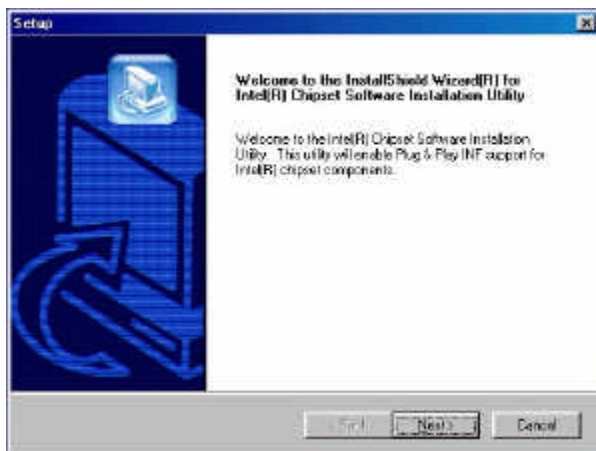 Setup
Welcome to the InstallShield Wizard(R) for
Intel(R) Chipset Software Installation Utility
Welcome to the Intel(R) Chipset Software Installation
Utility. This utility will enable Plug & Play INF support for
Intel(R) chipset components.
Next >
Cancel